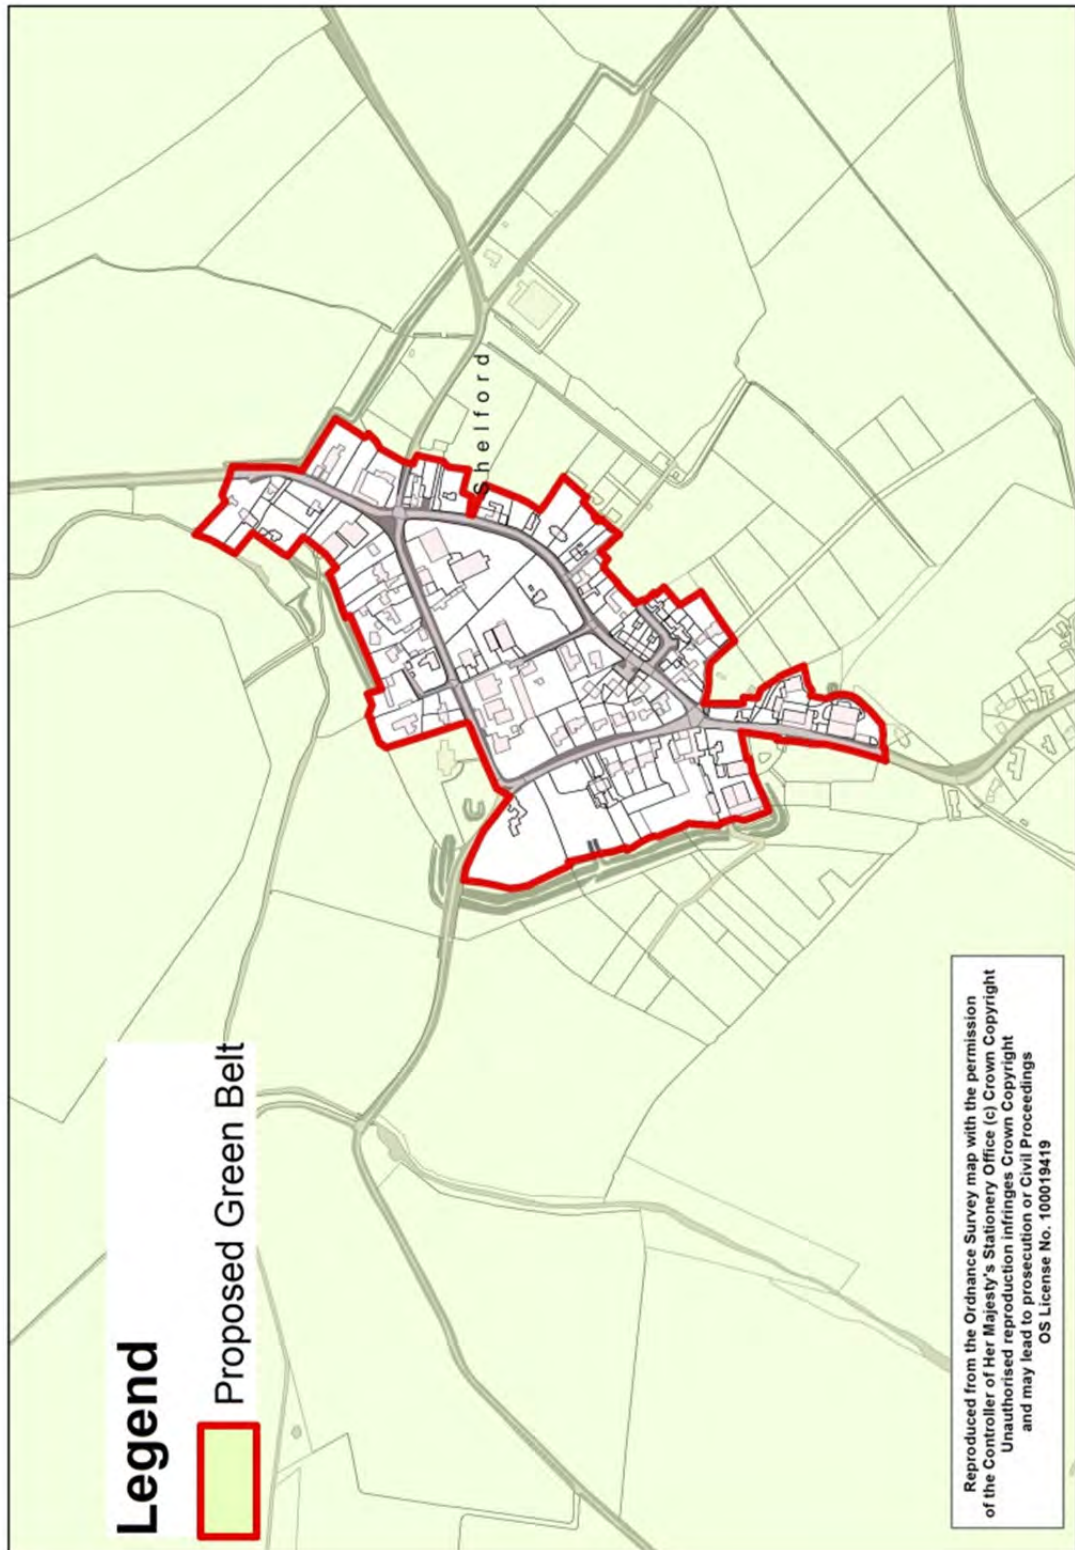 Legend
Proposed Green Belt
Shelford
Reproduced from the Ordnance Survey map with the permission
of the Controller of Her Majesty's Stationery Office (c) Crown Copyright
Unauthorised reproduction infringes Crown Copyright
and may lead to prosecution or Civil Proceedings
OS License No. 100019419